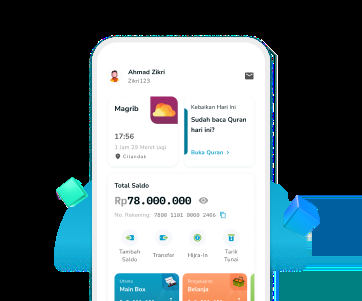 Ahmad Zikri
Zikri123
Magrib
17:56
1 Jam 29 Menit lagi
Cilandak
Kebaikan Hari Ini
Sudah baca Quran
hari ini?
Buka Quran
Total Saldo
Rp78.000.000
No. Rekening: 7800 1101 0000 2466
Tambah
Saldo
Transfer
Hijra-In
Tarik
Tunai
Utama
Main Box
Belanja